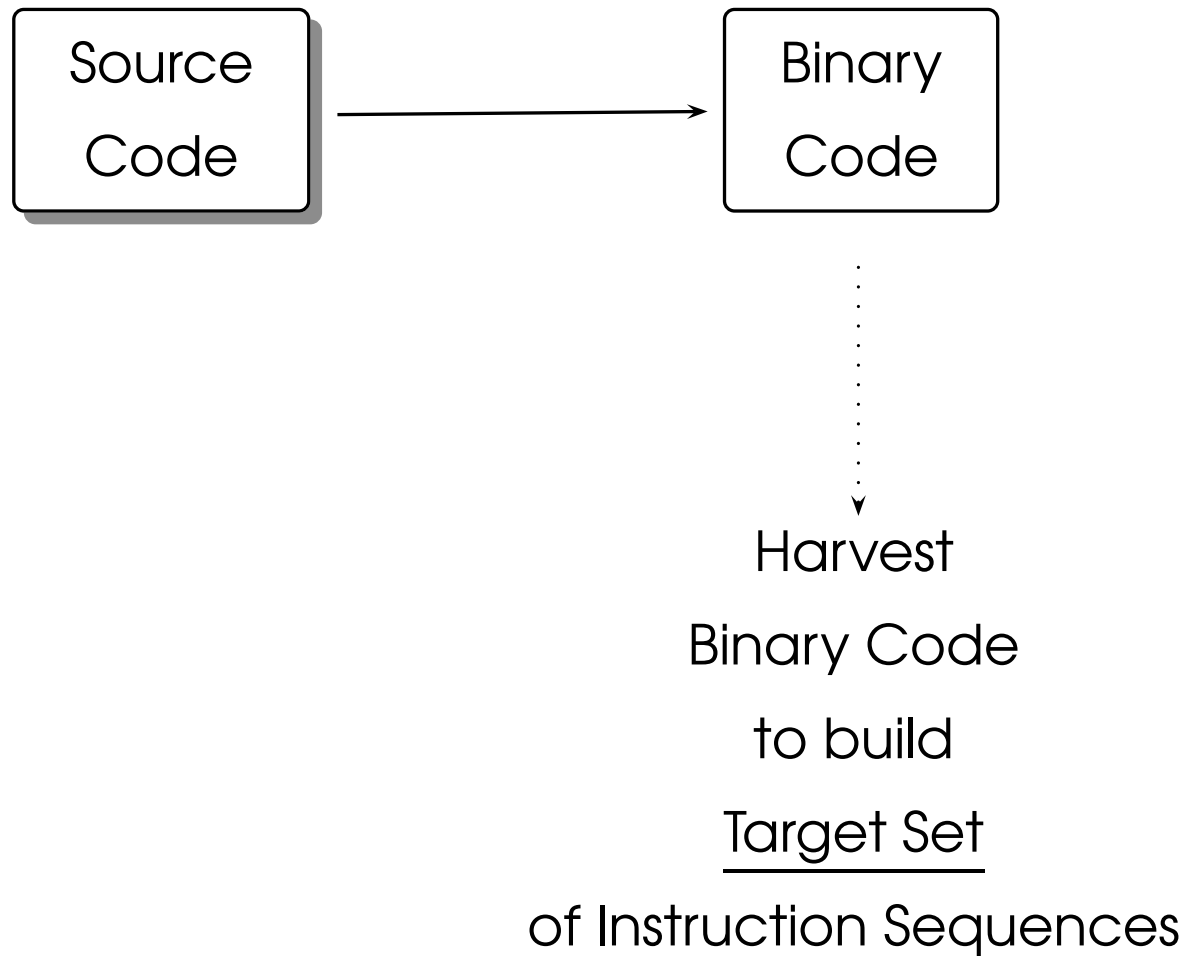 Source
Code
Binary
Code
Harvest
Binary Code
to build
Target Set
of Instruction Sequences